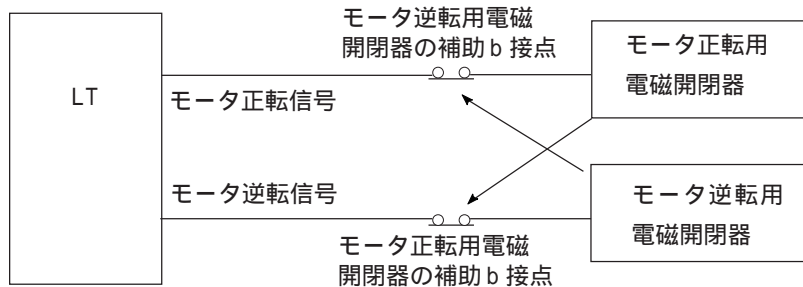 モータ逆転用電磁
開閉器の補助b接点
モータ正転用
電磁開閉器
LT
モータ正転信号
モータ逆転信号
モータ逆転用
電磁開閉器
モータ正転用電磁
開閉器の補助b接点